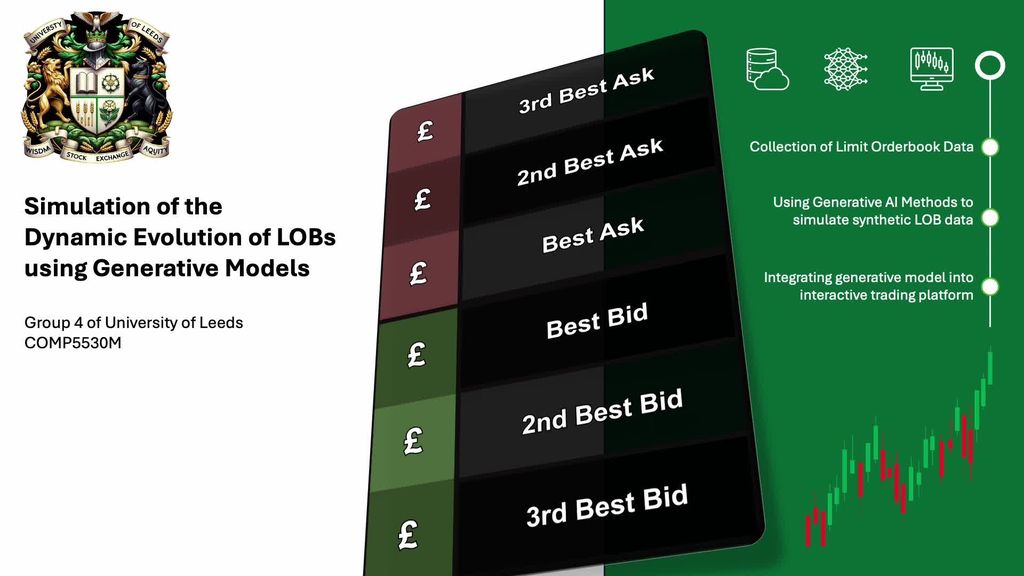 UNIVERSTY OF LEEDS
WISDM STOCK EXCHANGE AQUITY
Simulation of the
Dynamic Evolution of LOBs
using Generative Models
Group 4 of University of Leeds
COMP5530M
£ 3rd Best Ask
£ 2nd Best Ask
£ Best Ask
£ Best Bid
£ 2nd Best Bid
£ 3rd Best Bid
Collection of Limit Orderbook Data
Using Generative AI Methods to
simulate synthetic LOB data
Integrating generative model into
interactive trading platform